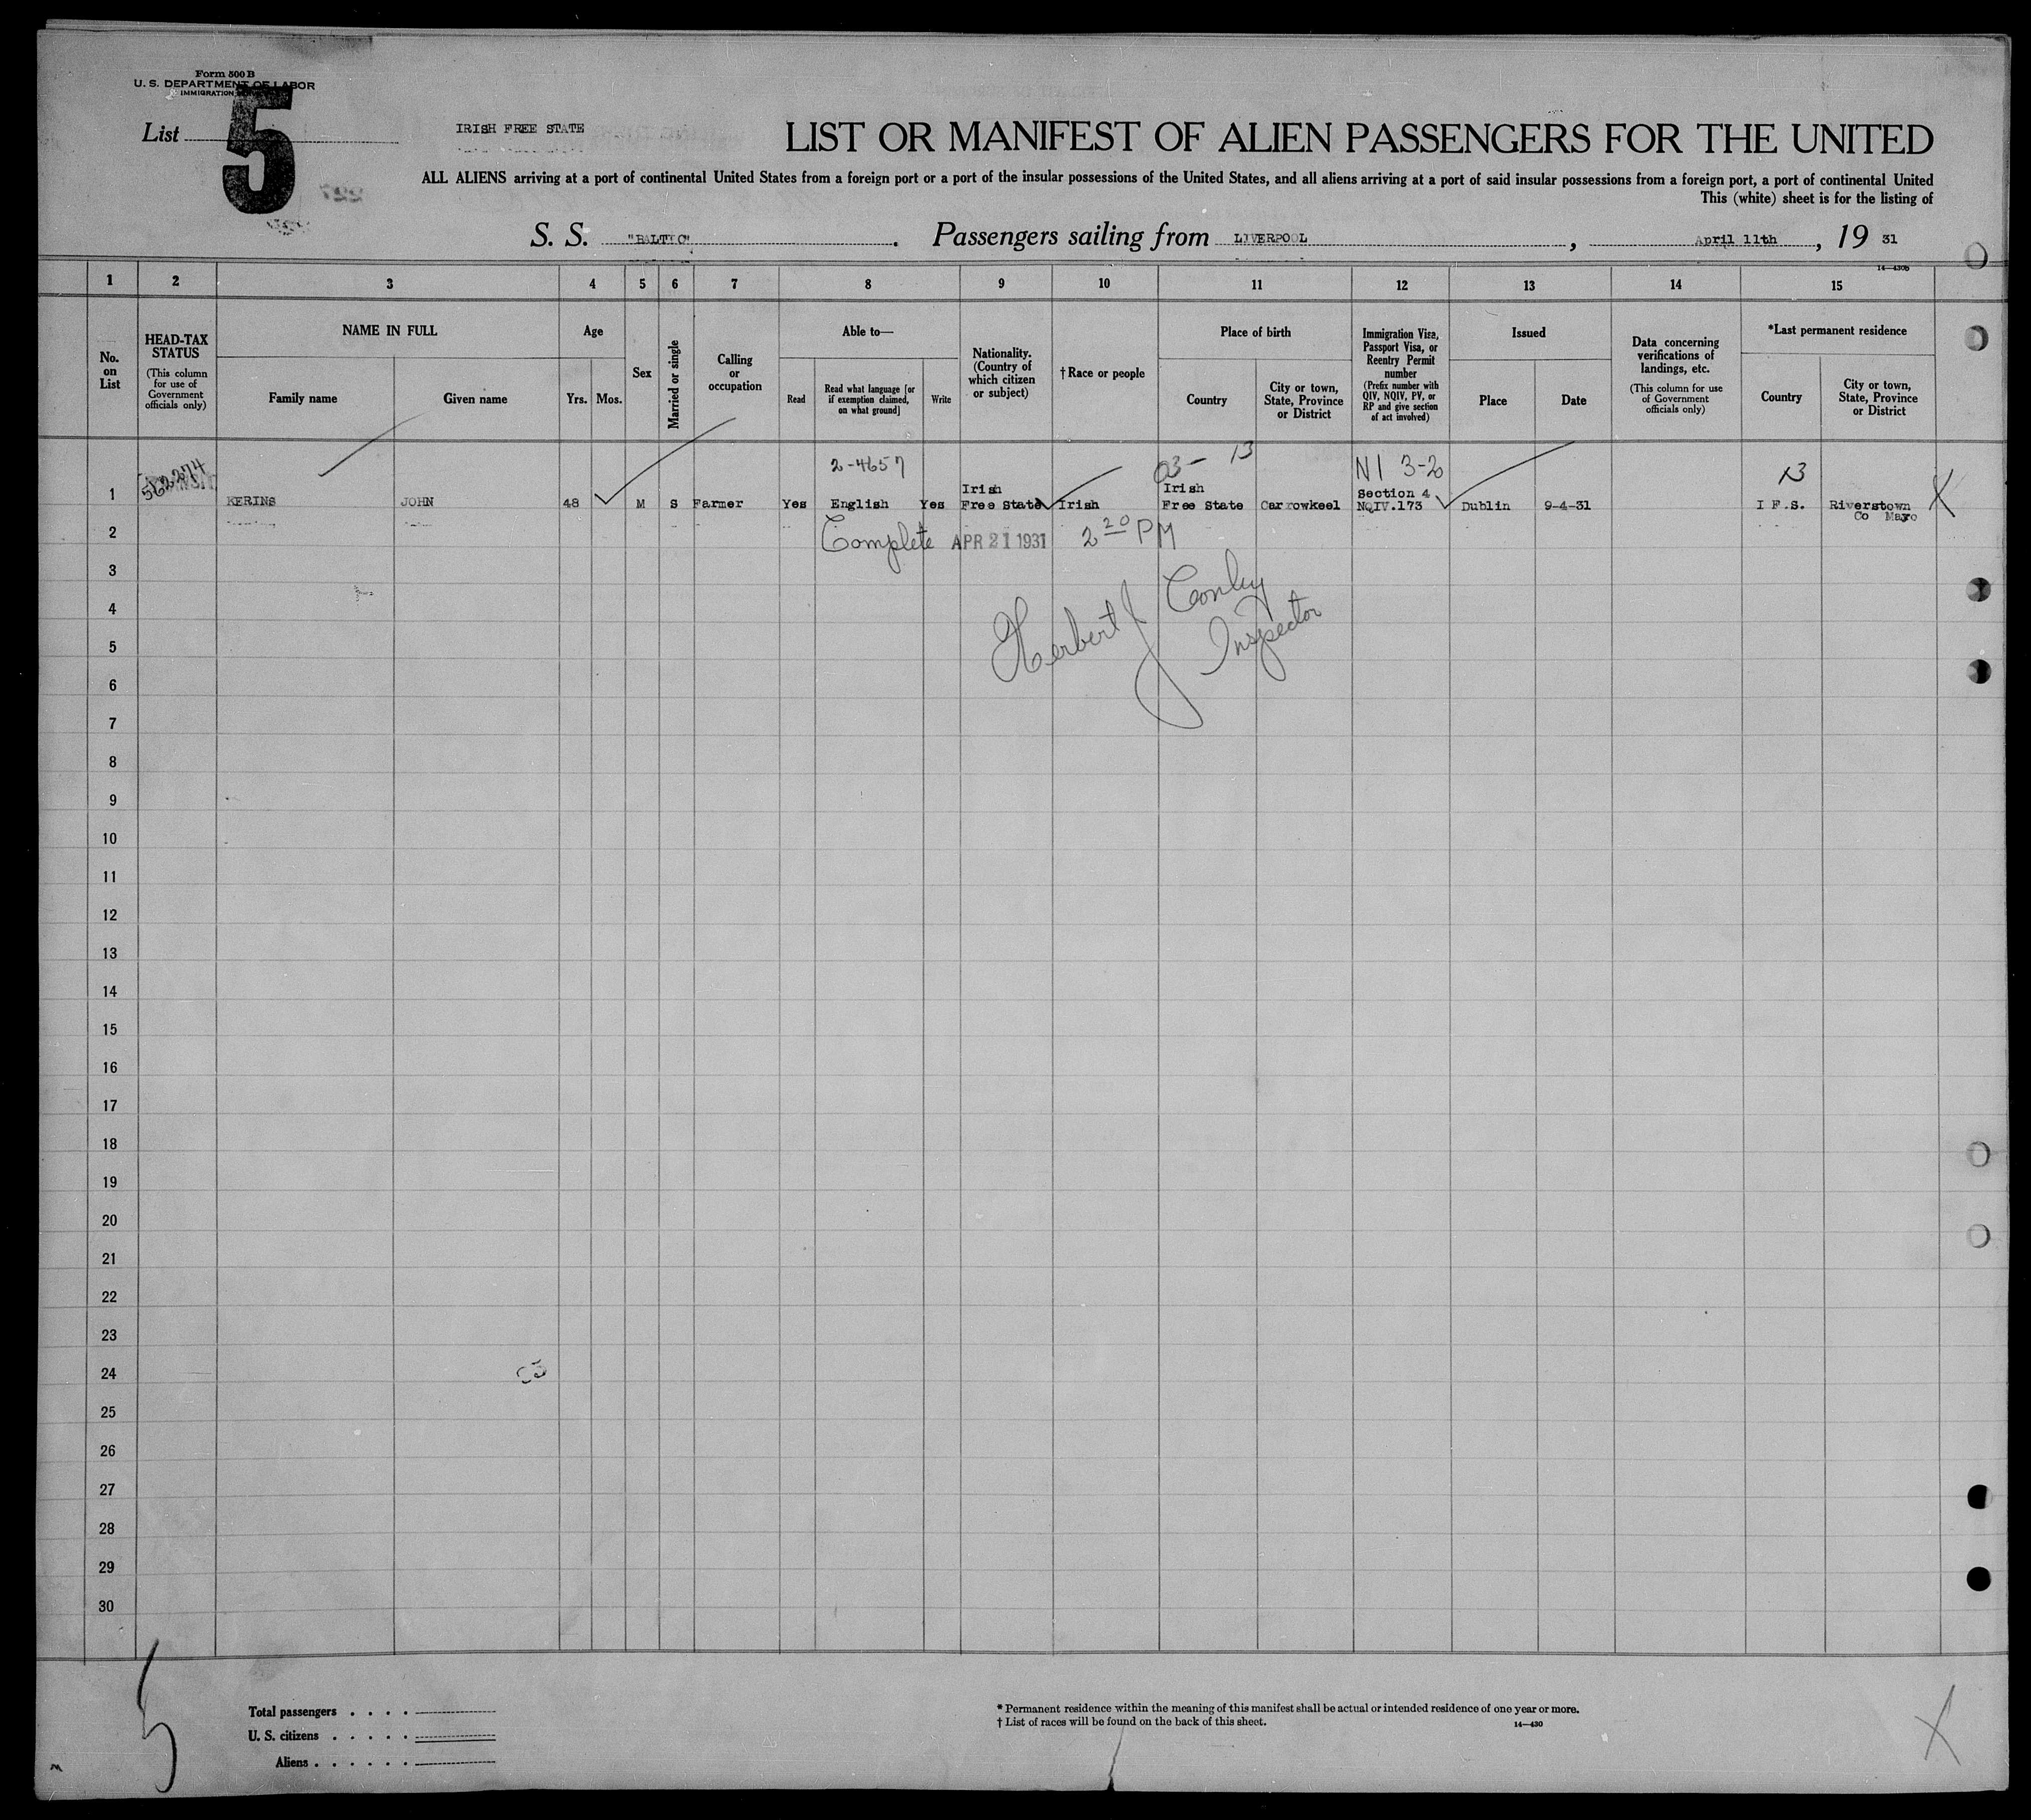 Form 500 B
U. S. DEPARTMENT OF LABOR
IMMIGRATION
List 5
IRISH FREE STATE
LIST OR MANIFEST OF ALIEN PASSENGERS FOR THE UNITED
ALL ALIENS arriving at a port of continental United States from a foreign port or a port of the insular possessions of the United States, and all aliens arriving at a port of said insular possessions from a foreign port, a port of continental United
This (white) sheet is for the listing of
S. S. "BALTIC". Passengers sailing from LIVERPOOL, April 11th, 19 31
14—430b
1 2 3 4 5 6 7 8 9 10 11 12 13 14 15
No. on List
HEAD-TAX STATUS (This column for use of Government officials only)
NAME IN FULL
Family name
Given name
Age
Yrs. Mos.
Sex
Married or single
Calling or occupation
Able to—
Read
Read what language [or if exemption claimed, on what ground]
Write
Nationality. (Country of which citizen or subject)
† Race or people
Place of birth
Country
City or town, State, Province or District
Immigration Visa, Passport Visa, or Reentry Permit number (Prefix number with QIV, NQIV, PV, or RP and give section of act involved)
Issued
Place
Date
Data concerning verifications of landings, etc. (This column for use of Government officials only)
*Last permanent residence
Country
City or town, State, Province or District
562274
2-4657
03- 13
NI 3-2
13
1 KERINS JOHN 48 M S Farmer Yes English Yes Irish Free State Irish Irish Free State Carrowkeel Section 4 NQIV.173 Dublin 9-4-31 I F.S. Riverstown Co Mayo X
2 Complete APR 21 1931 2 20 PM
3
4 Herbert J Conley
5 Inspector
6
7
8
9
10
11
12
13
14
15
16
17
18
19
20
21
22
23
24
25
26
27
28
29
30
5
Total passengers . . . .
U. S. citizens . . . . .
Aliens . . . . . .
* Permanent residence within the meaning of this manifest shall be actual or intended residence of one year or more.
† List of races will be found on the back of this sheet.
14—430
X